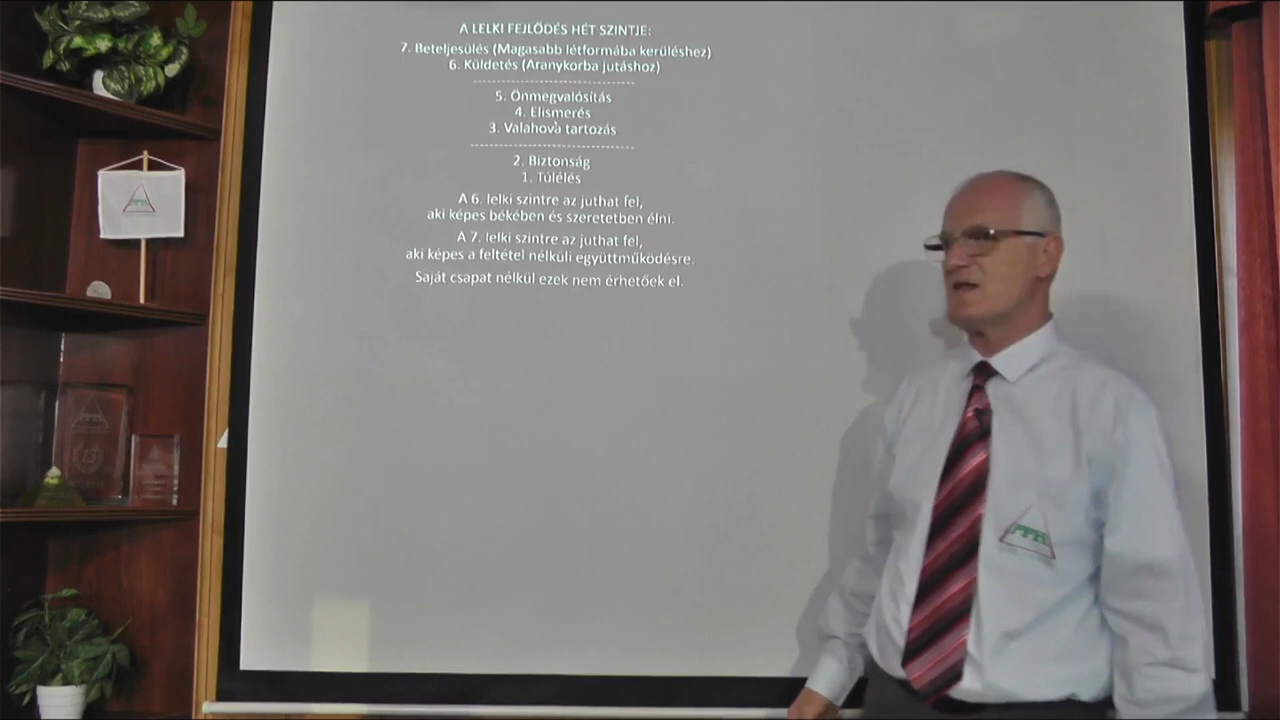 A LELKI FEJLŐDÉS HÉT SZINTJE:
7. Beteljesülés (Magasabb létformába kerüléshez)
6. Küldetés (Aranykorba jutáshoz)
5. Önmegvalósítás
4. Elismerés
3. Valahova tartozás
2. Biztonság
1. Túlélés
A 6. lelki szintre az juthat fel,
aki képes békében és szeretetben élni.
A 7. lelki szintre az juthat fel,
aki képes a feltétel nélküli együttműködésre.
Saját csapat nélkül ezek nem érhetőek el.
13